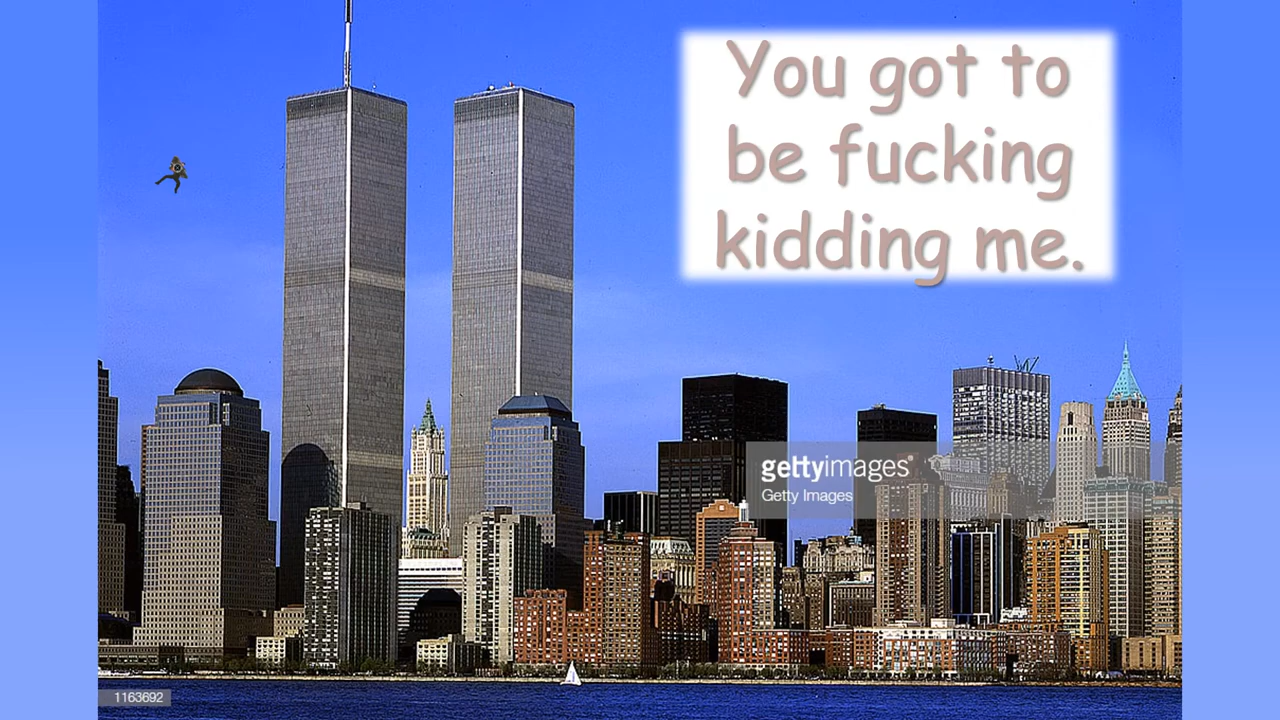 You got to
be fucking
kidding me.
gettyimages
Getty Images
1163692